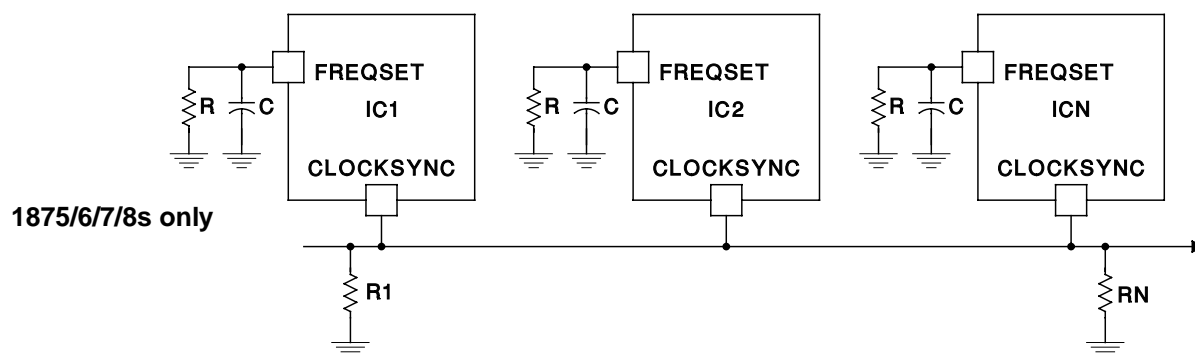 FREQSET
R C
IC1
CLOCKSYNC
FREQSET
R C
IC2
CLOCKSYNC
FREQSET
R C
ICN
CLOCKSYNC
1875/6/7/8s only
R1
RN